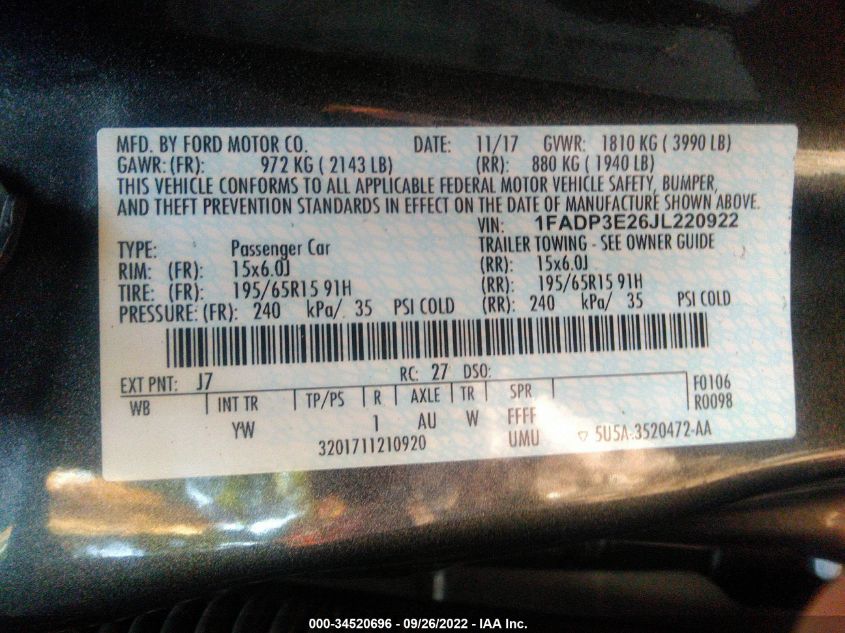 MFD. BY FORD MOTOR CO. DATE: 11/17 GVWR: 1810 KG ( 3990 LB)
GAWR: (FR): 972 KG ( 2143 LB) (RR): 880 KG ( 1940 LB)
THIS VEHICLE CONFORMS TO ALL APPLICABLE FEDERAL MOTOR VEHICLE SAFETY, BUMPER,
AND THEFT PREVENTION STANDARDS IN EFFECT ON THE DATE OF MANUFACTURE SHOWN ABOVE.
VIN: 1FADP3E26JL220922
TYPE: Passenger Car TRAILER TOWING - SEE OWNER GUIDE
RIM: (FR): 15x6.0J (RR): 15x6.0J
TIRE: (FR): 195/65R15 91H (RR): 195/65R15 91H
PRESSURE: (FR): 240 kPa/ 35 PSI COLD (RR): 240 kPa/ 35 PSI COLD
EXT PNT: J7 RC: 27 DSO: F0106
WB INT TR TP/PS R AXLE TR SPR R0098
YW 1 AU W FFFF
3201711210920 UMU ▽ 5U5A-3520472-AA
000-34520696 - 09/26/2022 - IAA Inc.